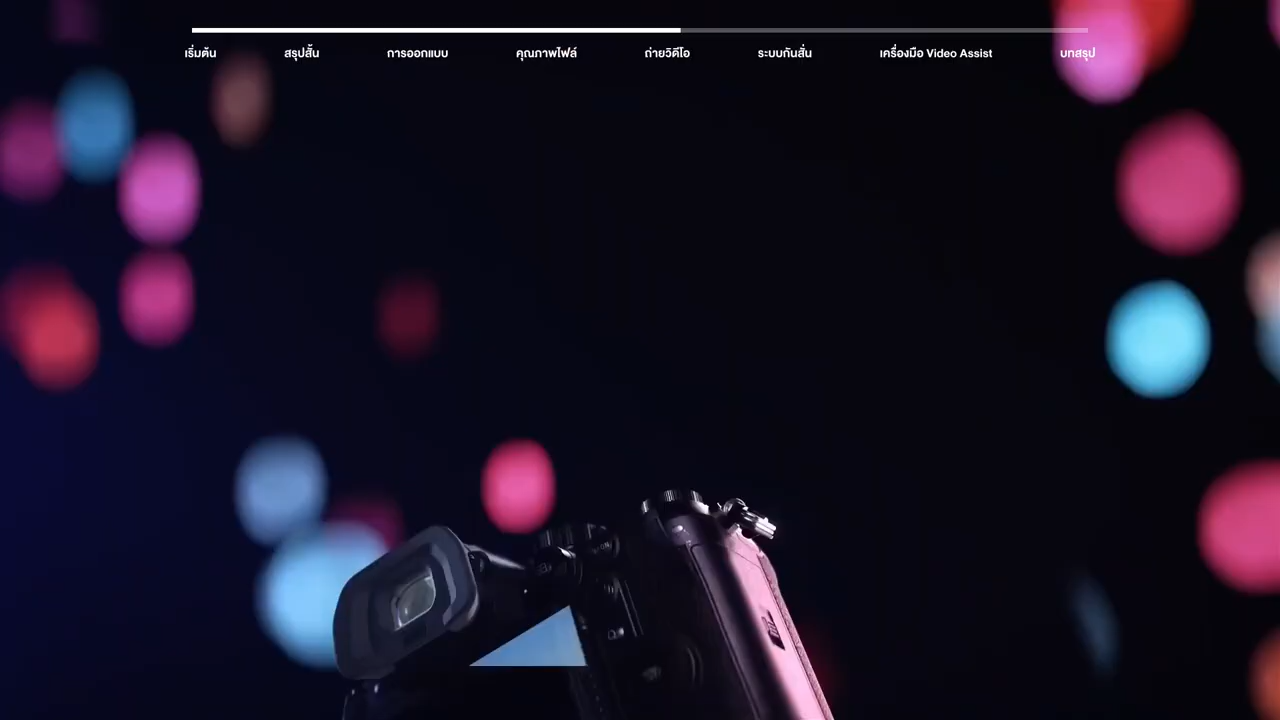 เริ่มต้น สรุปสั้น การออกแบบ คุณภาพไฟล์ ถ่ายวิดีโอ ระบบกันสั่น เครื่องมือ Video Assist บทสรุป